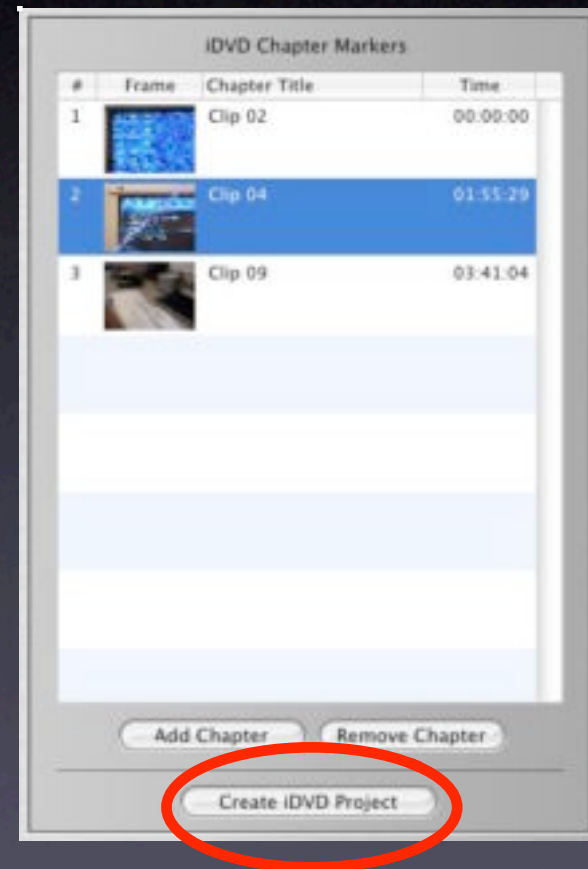 iDVD Chapter Markers
# Frame Chapter Title Time
1 Clip 02 00:00:00
2 Clip 04 01:55:29
3 Clip 09 03:41:04
Add Chapter Remove Chapter
Create iDVD Project